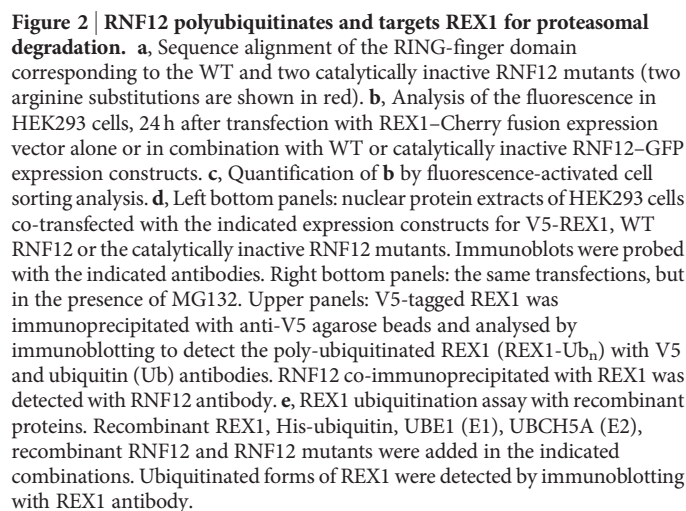 Figure 2 | RNF12 polyubiquitinates and targets REX1 for proteasomal
degradation. a, Sequence alignment of the RING-finger domain
corresponding to the WT and two catalytically inactive RNF12 mutants (two
arginine substitutions are shown in red). b, Analysis of the fluorescence in
HEK293 cells, 24 h after transfection with REX1–Cherry fusion expression
vector alone or in combination with WT or catalytically inactive RNF12–GFP
expression constructs. c, Quantification of b by fluorescence-activated cell
sorting analysis. d, Left bottom panels: nuclear protein extracts of HEK293 cells
co-transfected with the indicated expression constructs for V5-REX1, WT
RNF12 or the catalytically inactive RNF12 mutants. Immunoblots were probed
with the indicated antibodies. Right bottom panels: the same transfections, but
in the presence of MG132. Upper panels: V5-tagged REX1 was
immunoprecipitated with anti-V5 agarose beads and analysed by
immunoblotting to detect the poly-ubiquitinated REX1 (REX1-Ubn) with V5
and ubiquitin (Ub) antibodies. RNF12 co-immunoprecipitated with REX1 was
detected with RNF12 antibody. e, REX1 ubiquitination assay with recombinant
proteins. Recombinant REX1, His-ubiquitin, UBE1 (E1), UBCH5A (E2),
recombinant RNF12 and RNF12 mutants were added in the indicated
combinations. Ubiquitinated forms of REX1 were detected by immunoblotting
with REX1 antibody.